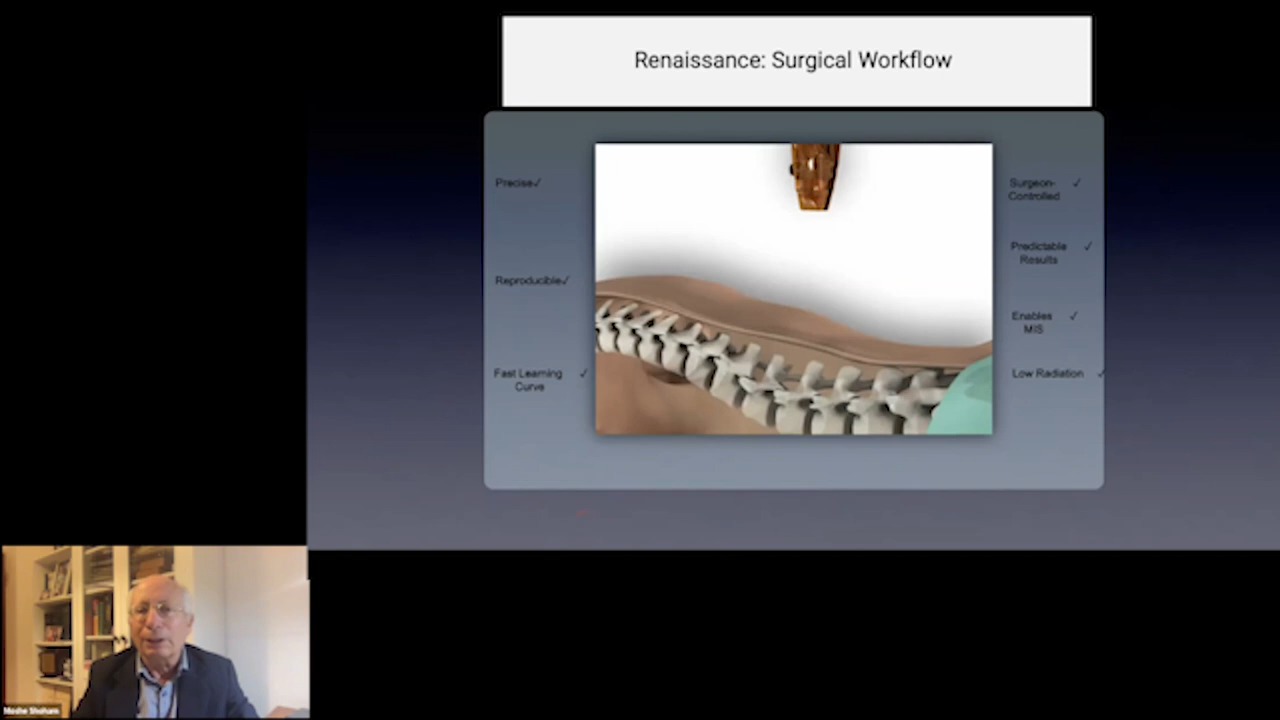 Renaissance: Surgical Workflow
Precise✓
Reproducible✓
Fast Learning ✓
Curve
Surgeon- ✓
Controlled
Predictable ✓
Results
Enables ✓
MIS
Low Radiation ✓
Moshe Shoham